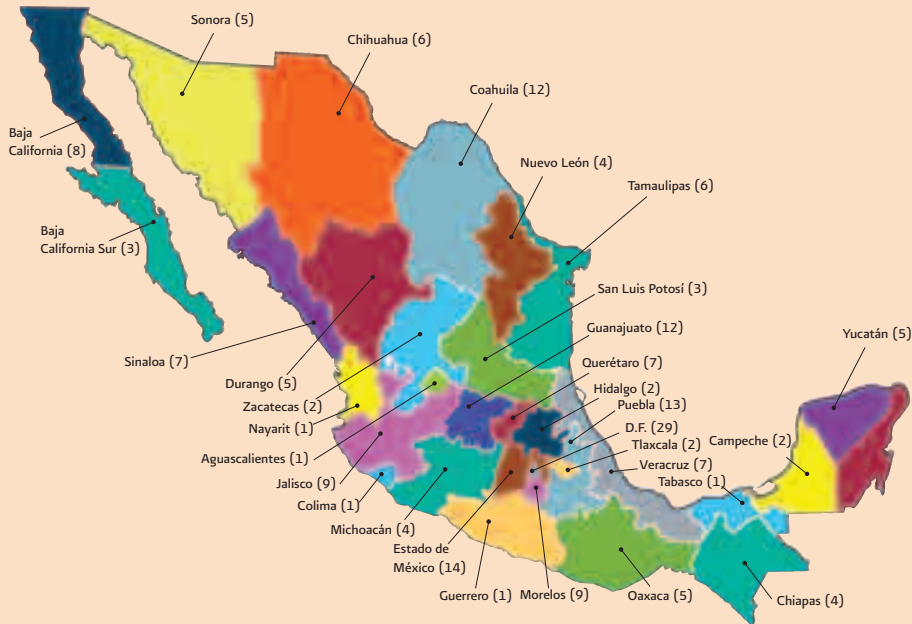 Sonora (5)
Chihuahua (6)
Coahuila (12)
Baja
California (8)
Nuevo León (4)
Tamaulipas (6)
Baja
California Sur (3)
San Luis Potosí (3)
Guanajuato (12)
Yucatán (5)
Sinaloa (7)
Querétaro (7)
Durango (5)
Hidalgo (2)
Zacatecas (2)
Puebla (13)
Nayarit (1)
D.F. (29)
Tlaxcala (2)
Campeche (2)
Aguascalientes (1)
Veracruz (7)
Jalisco (9)
Tabasco (1)
Colima (1)
Michoacán (4)
Estado de
México (14)
Guerrero (1)
Morelos (9)
Oaxaca (5)
Chiapas (4)